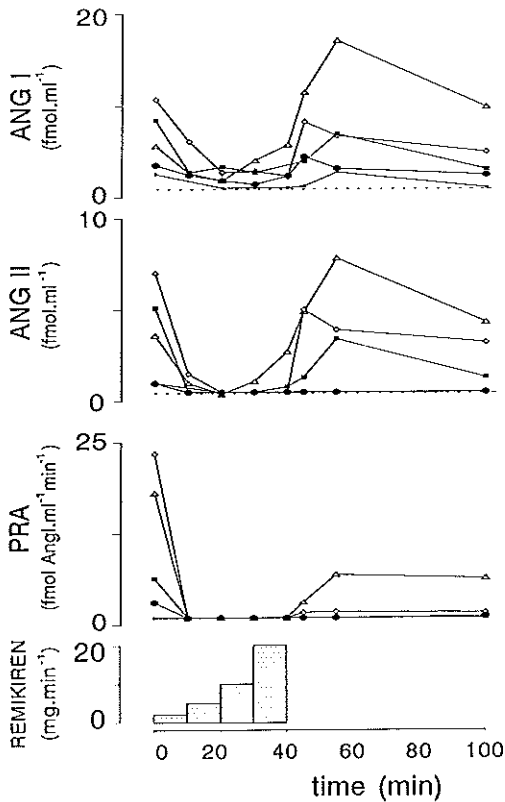 20
ANG I
(fmol.ml⁻¹)
0
10
ANG II
(fmol.ml⁻¹)
0
25
PRA
(fmol AngI.ml⁻¹min⁻¹)
0
20
REMIKIREN
(mg.min⁻¹)
0
0 20 40 60 80 100
time (min)